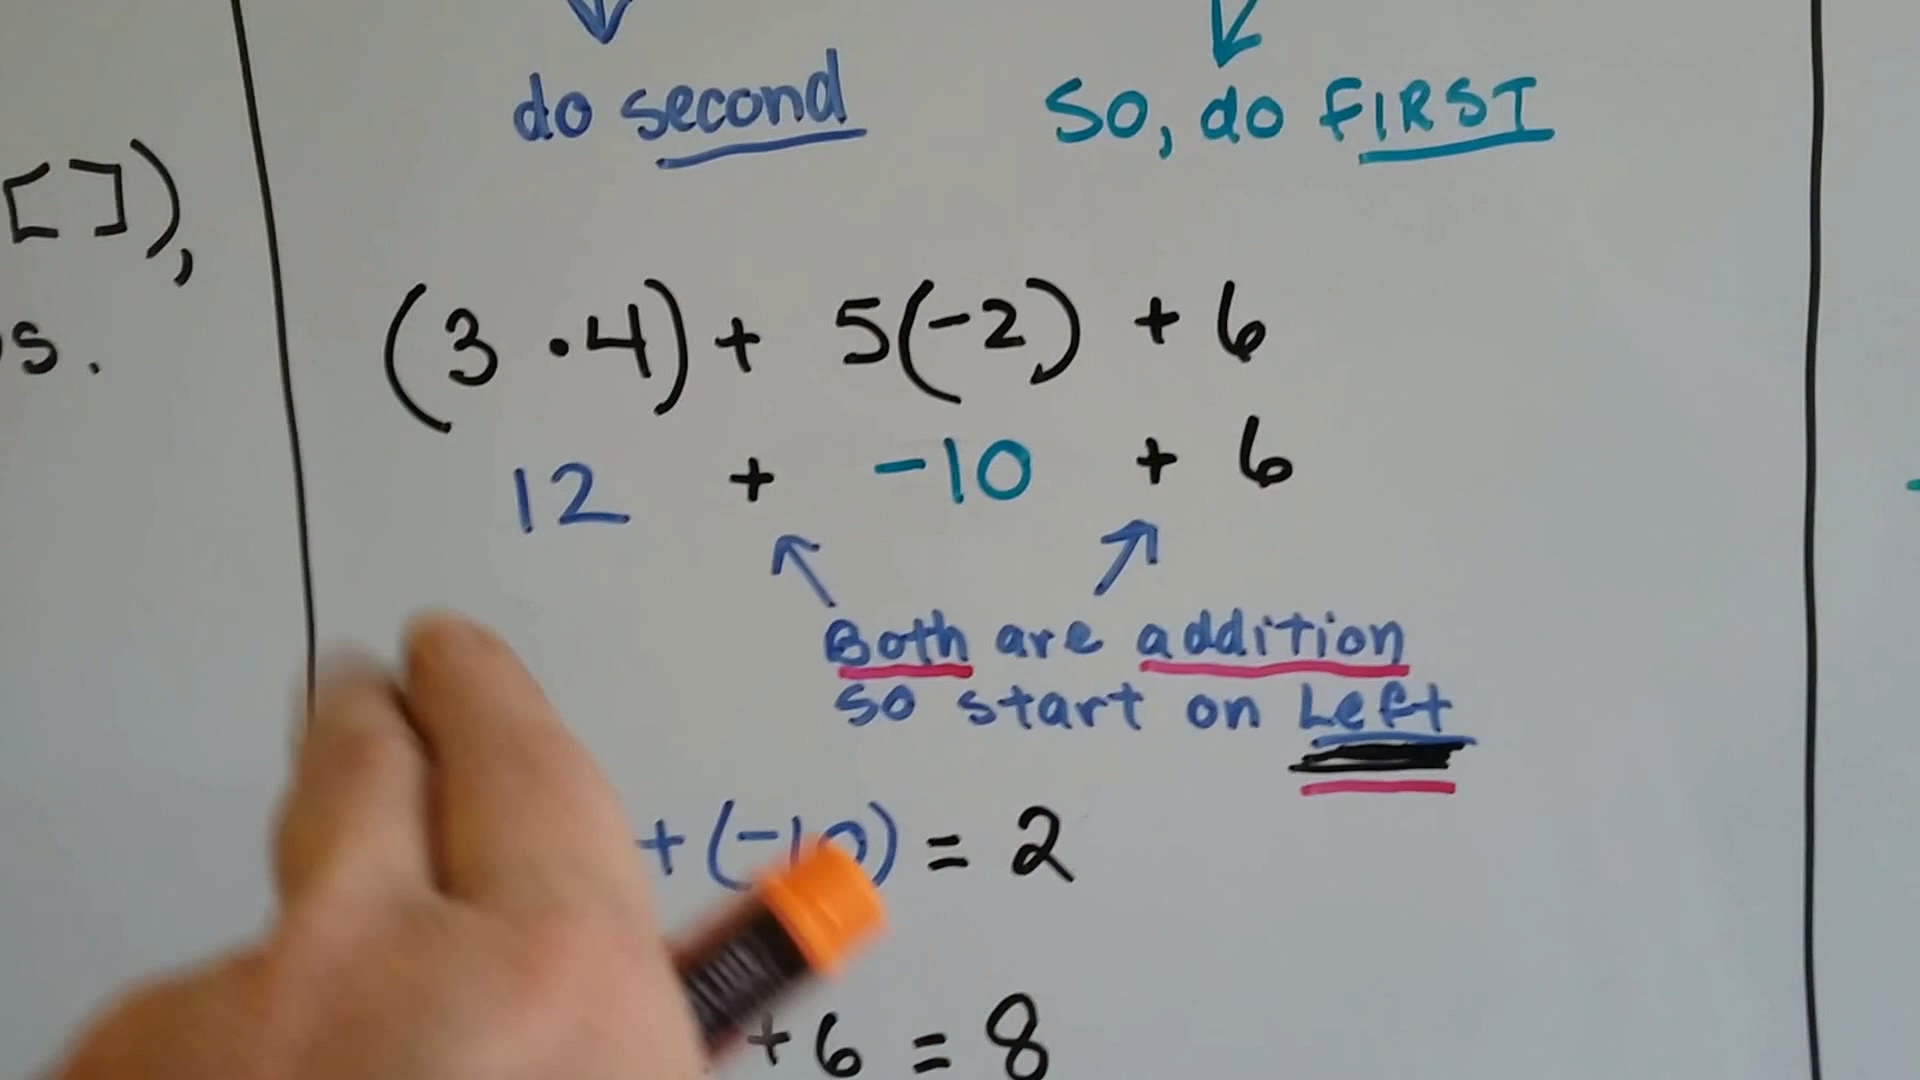 do second
So, do FIRST
[ ]),
s.
(3 · 4) + 5(-2) + 6
12 + -10 + 6
Both are addition
so start on Left
+ (-10) = 2
+ 6 = 8